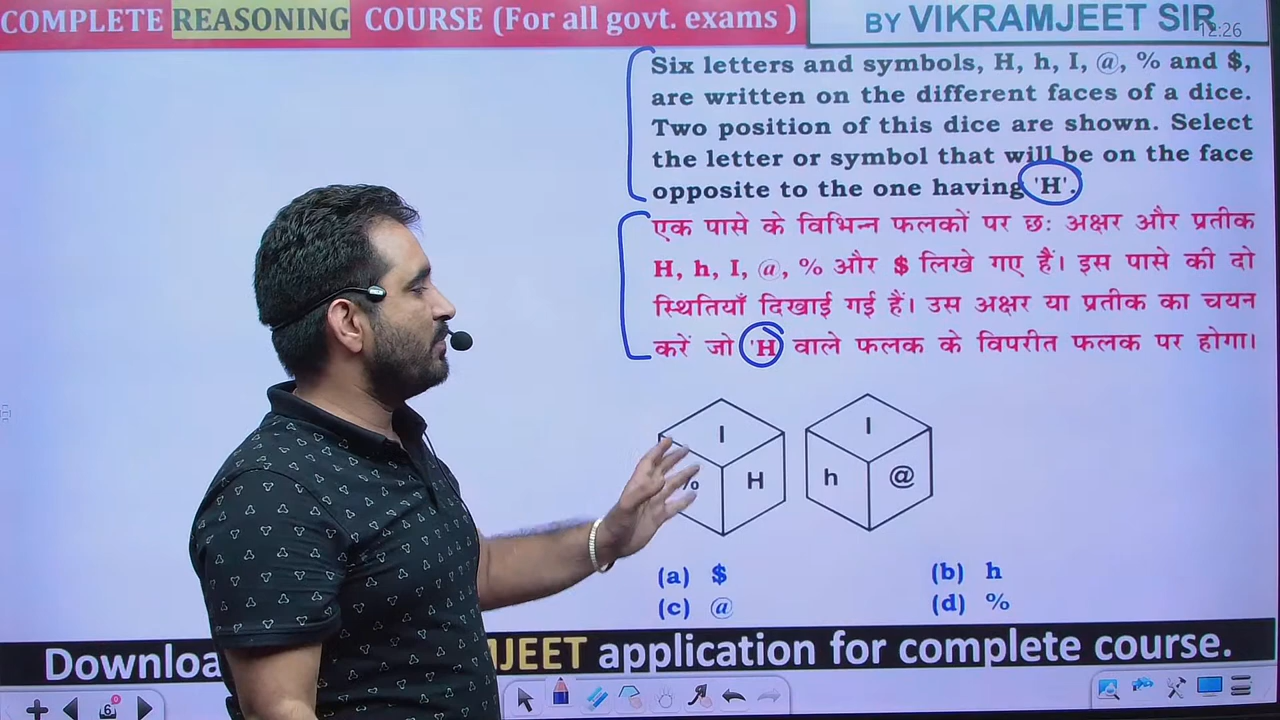 COMPLETE REASONING COURSE (For all govt. exams )
BY VIKRAMJEET SIR
12:26
Six letters and symbols, H, h, I, @, % and $,
are written on the different faces of a dice.
Two position of this dice are shown. Select
the letter or symbol that will be on the face
opposite to the one having 'H'.
एक पासे के विभिन्न फलकों पर छः अक्षर और प्रतीक
H, h, I, @, % और $ लिखे गए हैं। इस पासे की दो
स्थितियाँ दिखाई गई हैं। उस अक्षर या प्रतीक का चयन
करें जो 'H वाले फलक के विपरीत फलक पर होगा।
I I
% H h @
(a) $ (b) h
(c) @ (d) %
application for complete course.
6